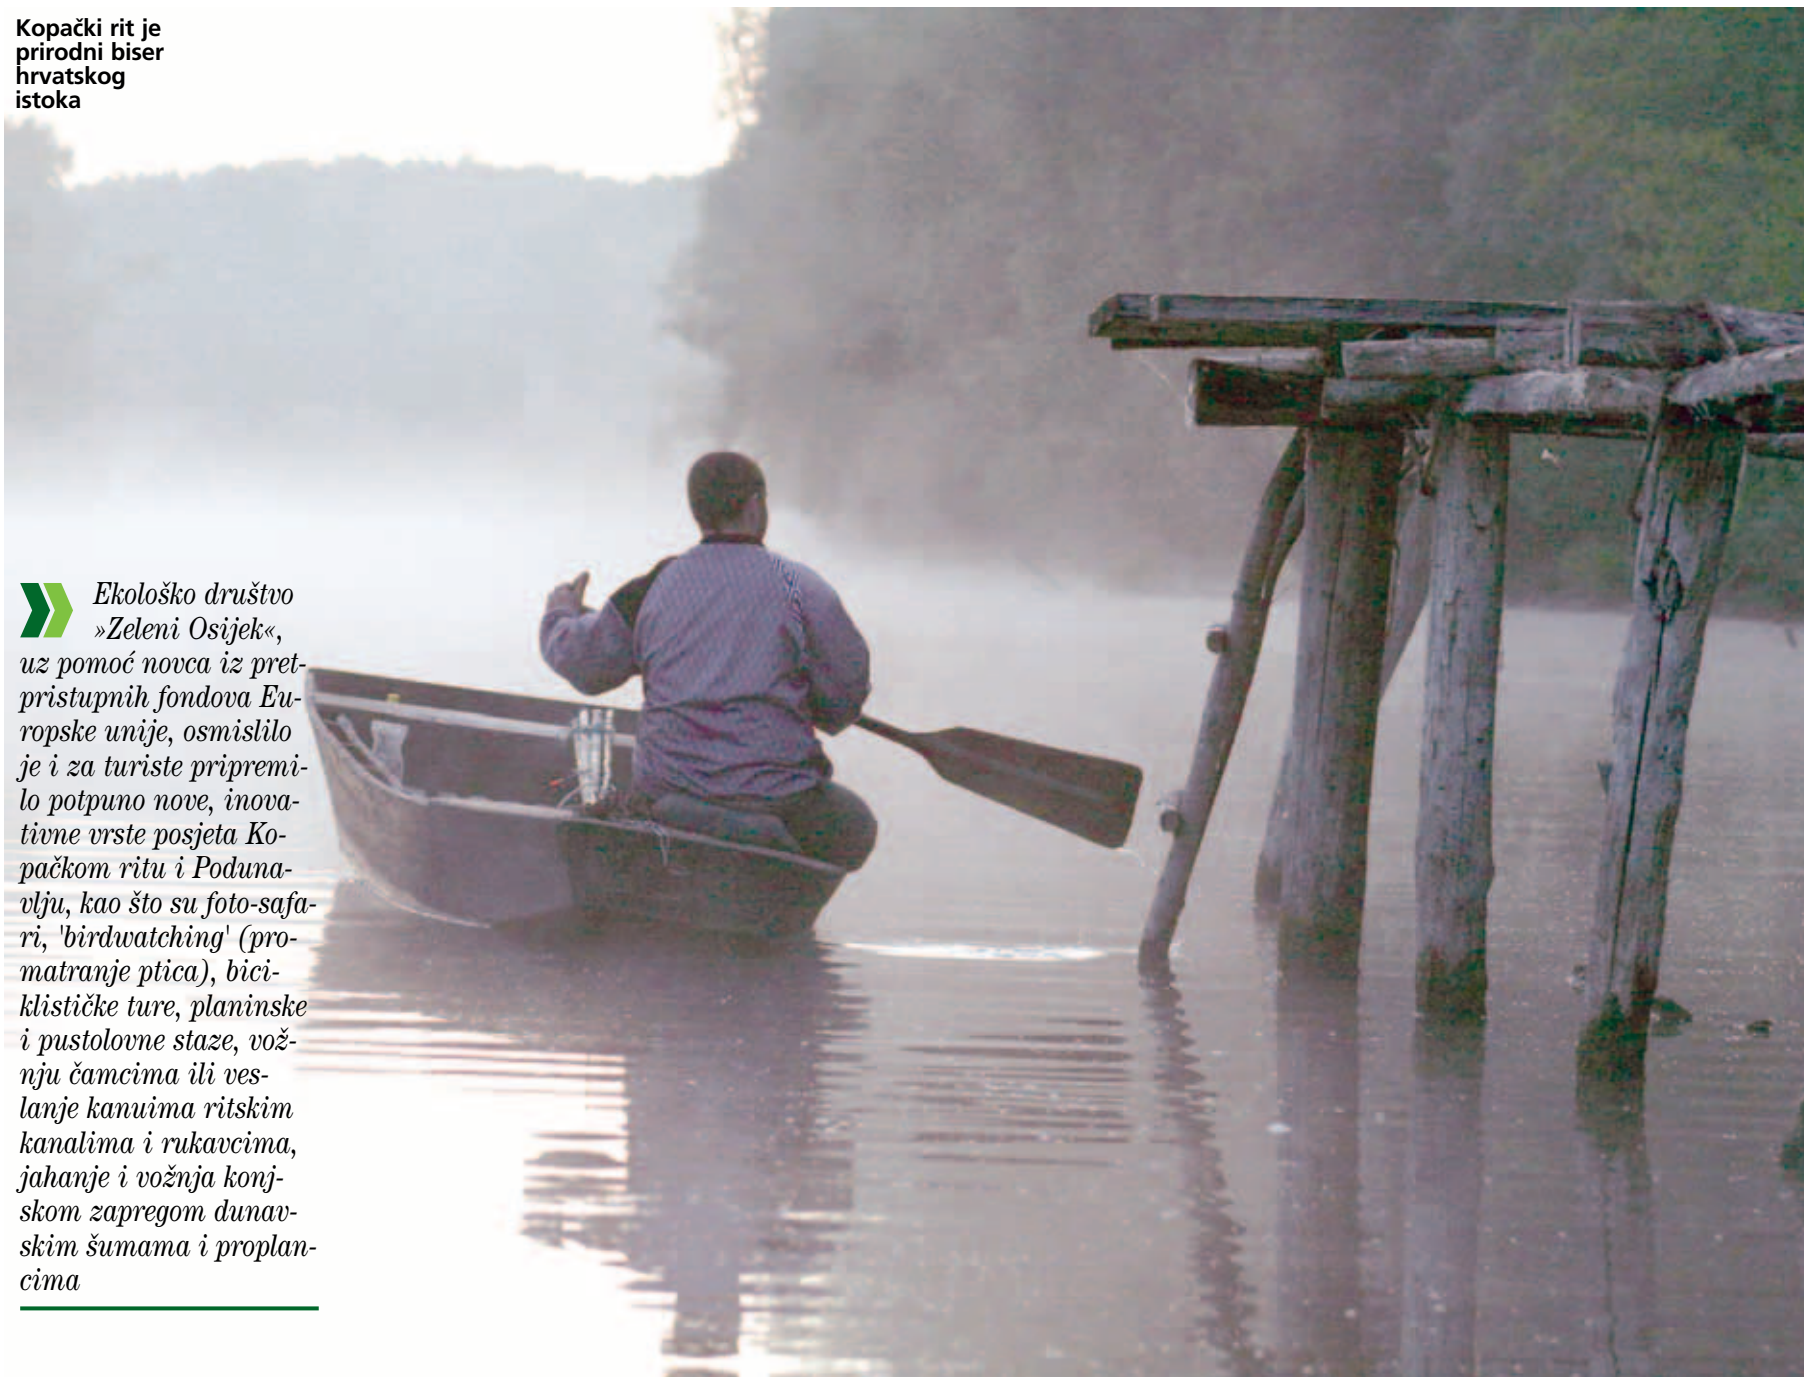 Kopački rit je
prirodni biser
hrvatskog
istoka
Ekološko društvo
»Zeleni Osijek«,
uz pomoć novca iz pret-
pristupnih fondova Eu-
ropske unije, osmislilo
je i za turiste pripremi-
lo potpuno nove, inova-
tivne vrste posjeta Ko-
pačkom ritu i Poduna-
vlju, kao što su foto-safa-
ri, 'birdwatching' (pro-
matranje ptica), bici-
klističke ture, planinske
i pustolovne staze, vož-
nju čamcima ili ves-
lanje kanuima ritskim
kanalima i rukavcima,
jahanje i vožnja konj-
skom zapregom dunav-
skim šumama i proplan-
cima